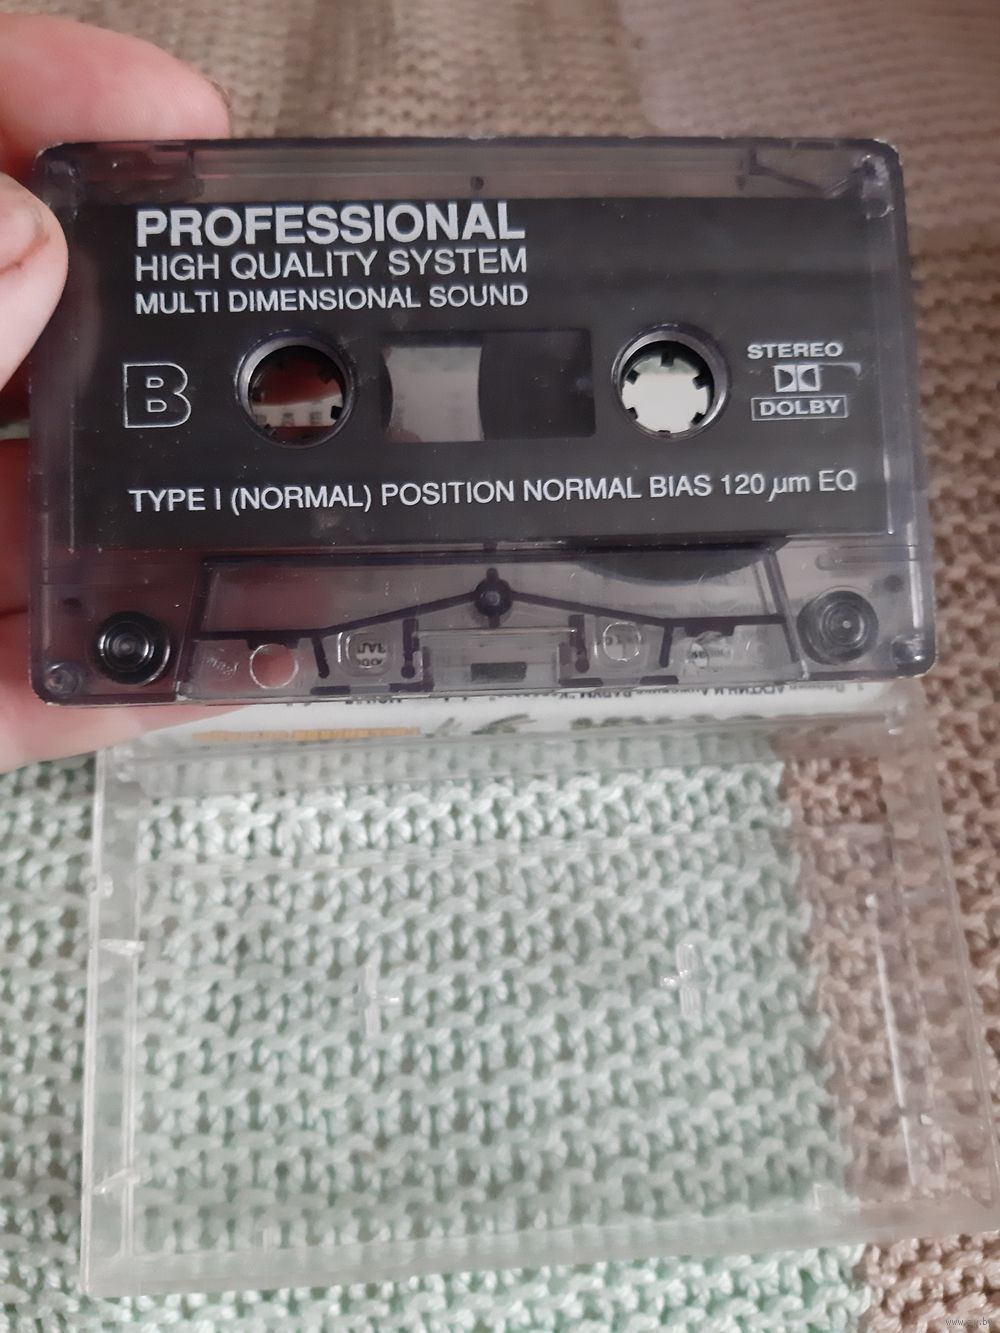 PROFESSIONAL
HIGH QUALITY SYSTEM
MULTI DIMENSIONAL SOUND
B
STEREO
DOLBY
TYPE I (NORMAL) POSITION NORMAL BIAS 120 µm EQ